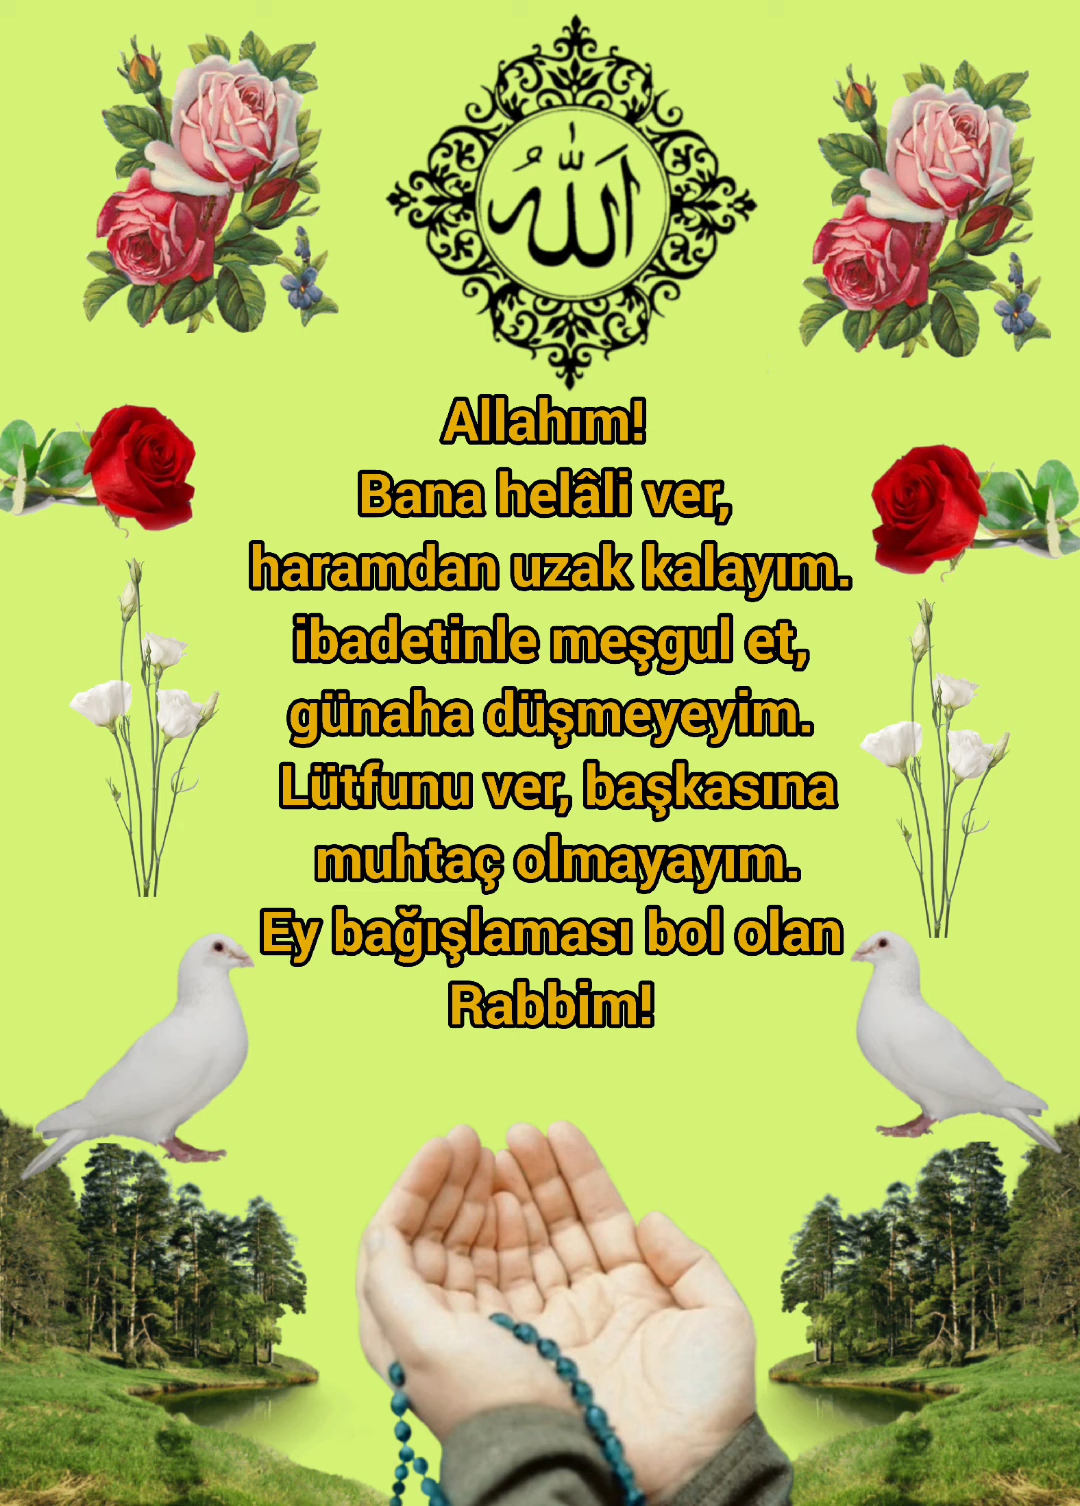 اللّٰهُ
Allahım!
Bana helâli ver,
haramdan uzak kalayım.
ibadetinle meşgul et,
günaha düşmeyeyim.
Lütfunu ver, başkasına
muhtaç olmayayım.
Ey bağışlaması bol olan
Rabbim!